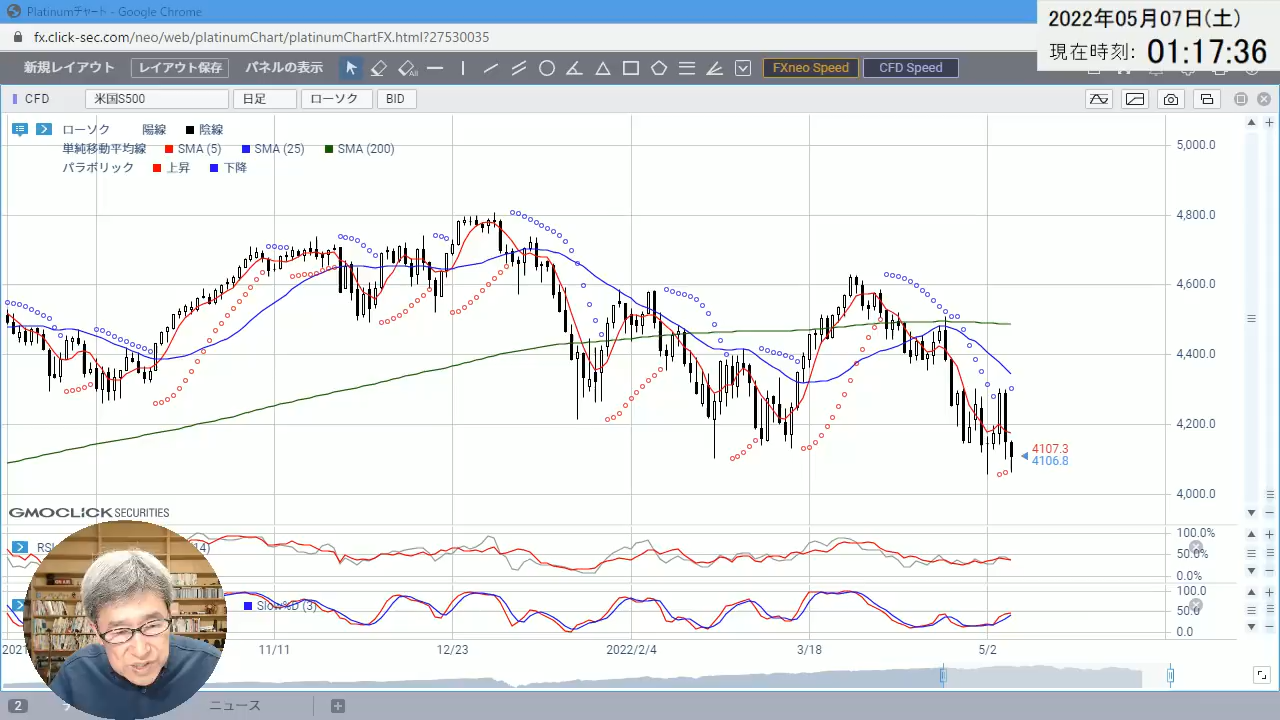 Platinumチャート - Google Chrome
2022年05月07日(土)
現在時刻: 01:17:36
fx.click-sec.com/neo/web/platinumChart/platinumChartFX.html?27530035
新規レイアウト レイアウト保存 パネルの表示 FXneo Speed CFD Speed
CFD 米国S500 日足 ローソク BID
ローソク 陽線 陰線
単純移動平均線 SMA (5) SMA (25) SMA (200)
パラボリック 上昇 下降
5,000.0
4,800.0
4,600.0
4,400.0
4,200.0
4107.3
4106.8
4,000.0
GMOCLICK SECURITIES
100.0%
50.0%
0.0%
14)
100.0
50.0
0.0
Slow%D (3)
2021 11/11 12/23 2022/2/4 3/18 5/2
2 ニュース